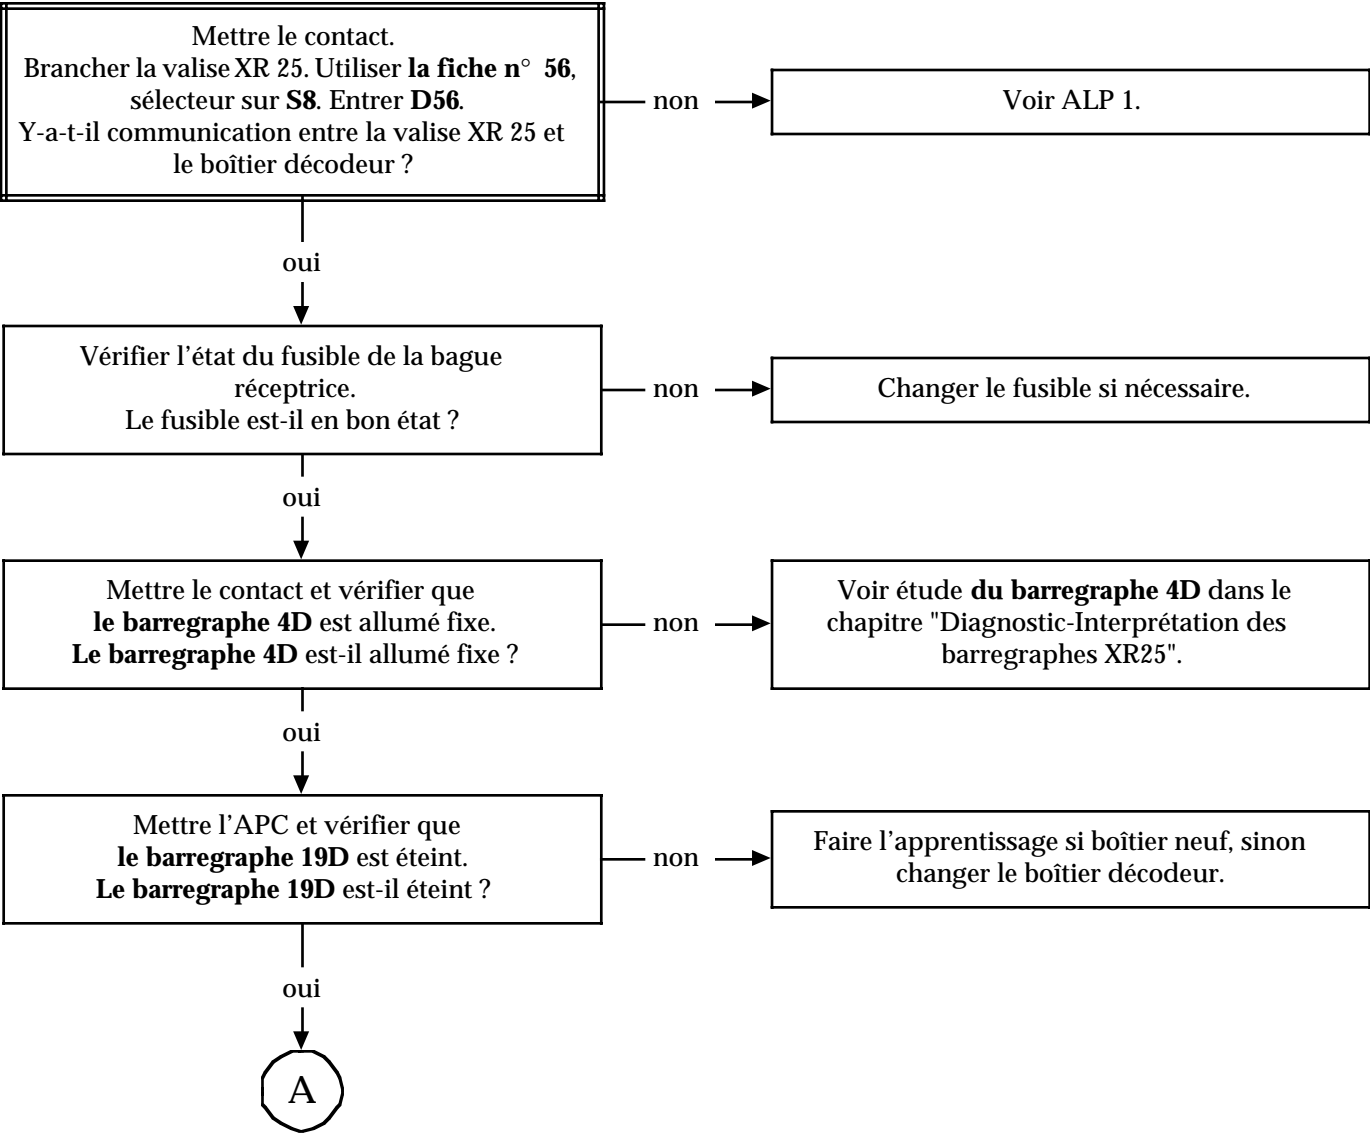 Mettre le contact.
Brancher la valise XR 25. Utiliser la fiche n° 56,
sélecteur sur S8. Entrer D56.
Y-a-t-il communication entre la valise XR 25 et
le boîtier décodeur ?
non
Voir ALP 1.
oui
Vérifier l'état du fusible de la bague
réceptrice.
Le fusible est-il en bon état ?
non
Changer le fusible si nécessaire.
oui
Mettre le contact et vérifier que
le barregraphe 4D est allumé fixe.
Le barregraphe 4D est-il allumé fixe ?
non
Voir étude du barregraphe 4D dans le
chapitre "Diagnostic-Interprétation des
barregraphes XR25".
oui
Mettre l'APC et vérifier que
le barregraphe 19D est éteint.
Le barregraphe 19D est-il éteint ?
non
Faire l'apprentissage si boîtier neuf, sinon
changer le boîtier décodeur.
oui
A